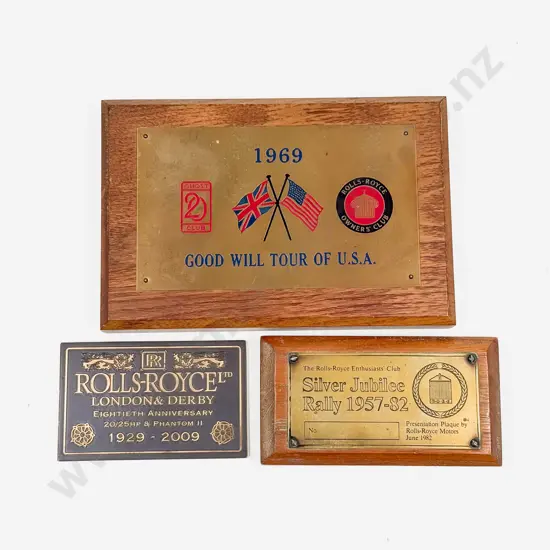 1969
GHOST
20
CLUB
ROLLS-ROYCE
OWNERS' CLUB
GOOD WILL TOUR OF U.S.A.
RR
ROLLS-ROYCE LTD
LONDON & DERBY
EIGHTIETH ANNIVERSARY
20/25HP & PHANTOM II
1929 - 2009
The Rolls-Royce Enthusiasts' Club
Silver Jubilee
Rally 1957-82
No.
Presentation Plaque by
Rolls-Royce Motors
June 1982